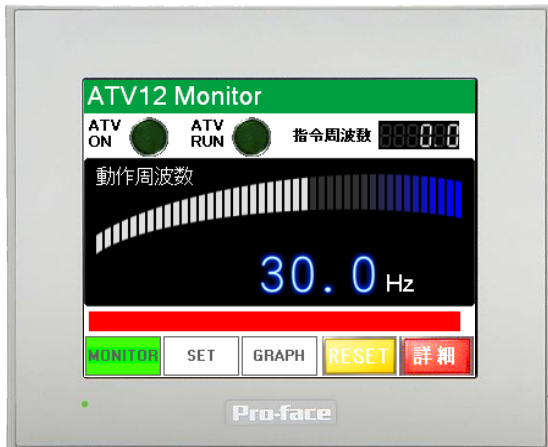 ATV12 Monitor
ATV ON
ATV RUN
指令周波数
0.0
動作周波数
30.0 Hz
MONITOR
SET
GRAPH
RESET
詳細
Pro-face